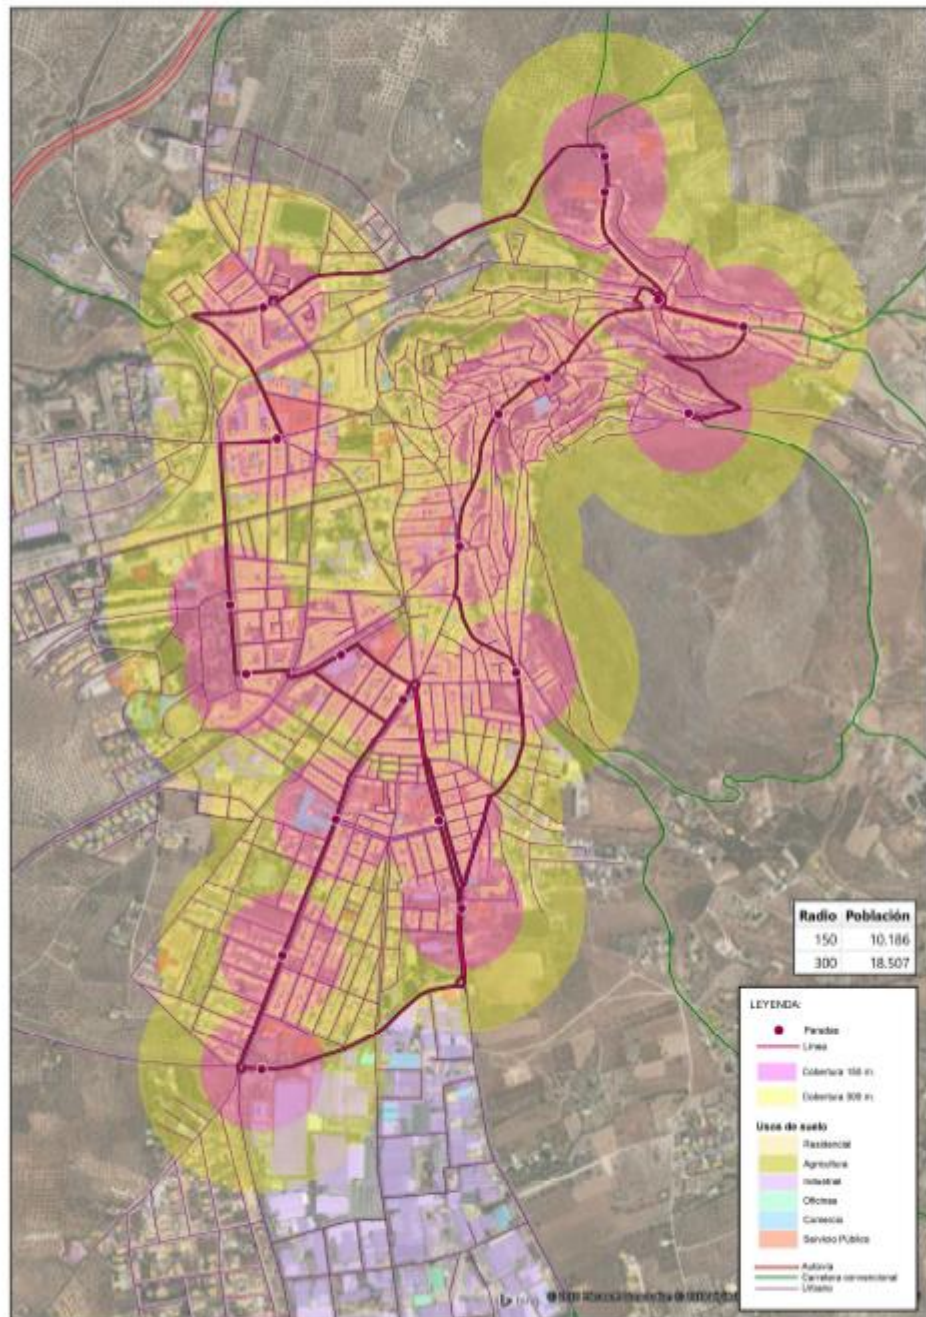 Radio Población
150 10.186
300 18.507
LEYENDA:
Paradas
Línea
Cobertura 150 m.
Cobertura 300 m.
Usos de suelo
Residencial
Agricultura
Industrial
Oficinas
Comercio
Servicio Público
Autovía
Carretera convencional
Urbano